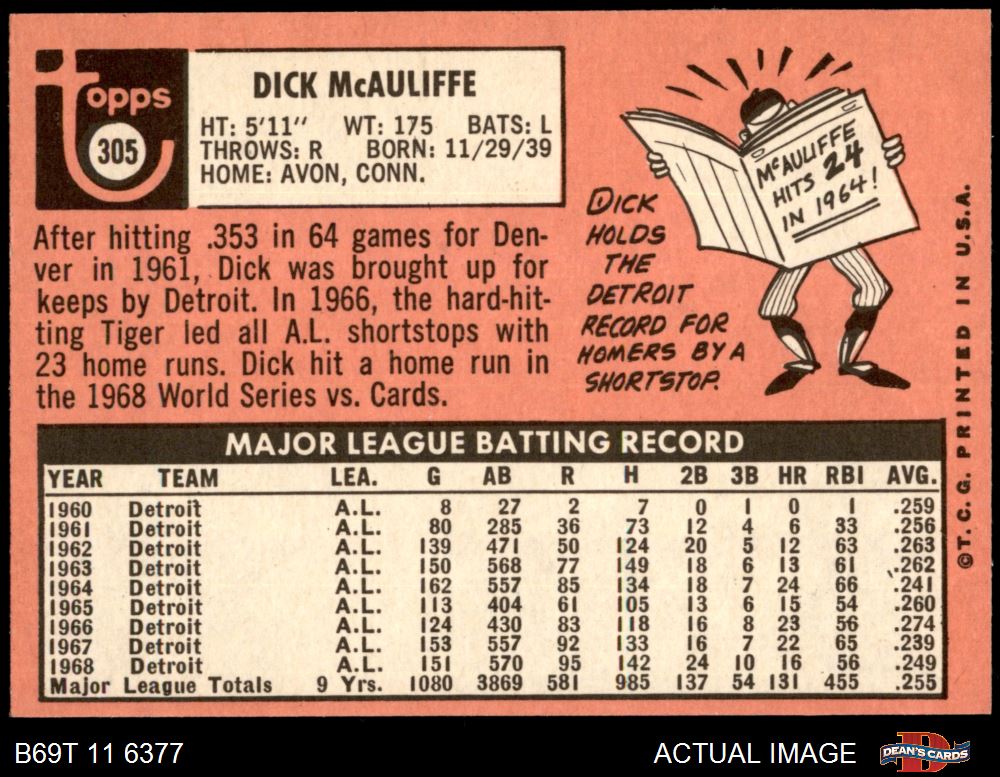 Topps
305
DICK McAULIFFE
HT: 5'11" WT: 175 BATS: L
THROWS: R BORN: 11/29/39
HOME: AVON, CONN.
After hitting .353 in 64 games for Den-
ver in 1961, Dick was brought up for
keeps by Detroit. In 1966, the hard-hit-
ting Tiger led all A.L. shortstops with
23 home runs. Dick hit a home run in
the 1968 World Series vs. Cards.
DICK
HOLDS
THE
DETROIT
RECORD FOR
HOMERS BY A
SHORTSTOP.
McAULIFFE
HITS 24
IN 1964!
MAJOR LEAGUE BATTING RECORD
YEAR TEAM LEA. G AB R H 2B 3B HR RBI AVG.
1960 Detroit A.L. 8 27 2 7 0 1 0 1 .259
1961 Detroit A.L. 80 285 36 73 12 4 6 33 .256
1962 Detroit A.L. 139 471 50 124 20 5 12 63 .263
1963 Detroit A.L. 150 568 77 149 18 6 13 61 .262
1964 Detroit A.L. 162 557 85 134 18 7 24 66 .241
1965 Detroit A.L. 113 404 61 105 13 6 15 54 .260
1966 Detroit A.L. 124 430 83 118 16 8 23 56 .274
1967 Detroit A.L. 153 557 92 133 16 7 22 65 .239
1968 Detroit A.L. 151 570 95 142 24 10 16 56 .249
Major League Totals 9 Yrs. 1080 3869 581 985 137 54 131 455 .255
©T. C. G. PRINTED IN U.S.A.
B69T 11 6377
ACTUAL IMAGE
DEAN'S CARDS